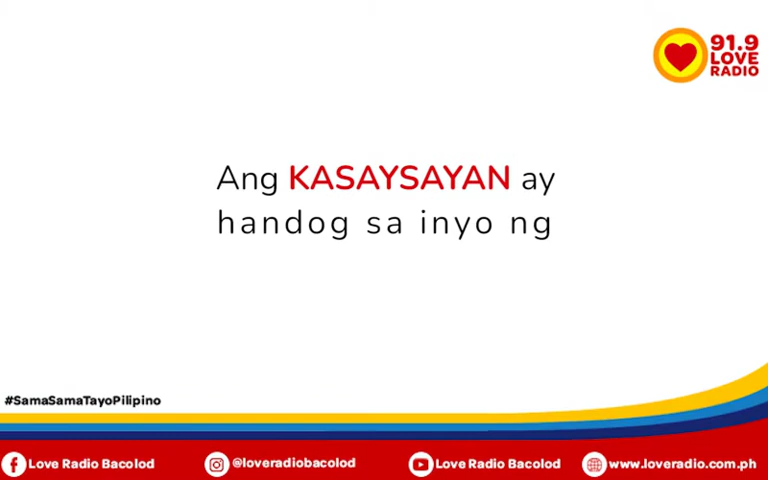 91.9
LOVE
RADIO
Ang KASAYSAYAN ay
handog sa inyo ng
#SamaSamaTayoPilipino
Love Radio Bacolod
@loveradiobacolod
Love Radio Bacolod
www.loveradio.com.ph